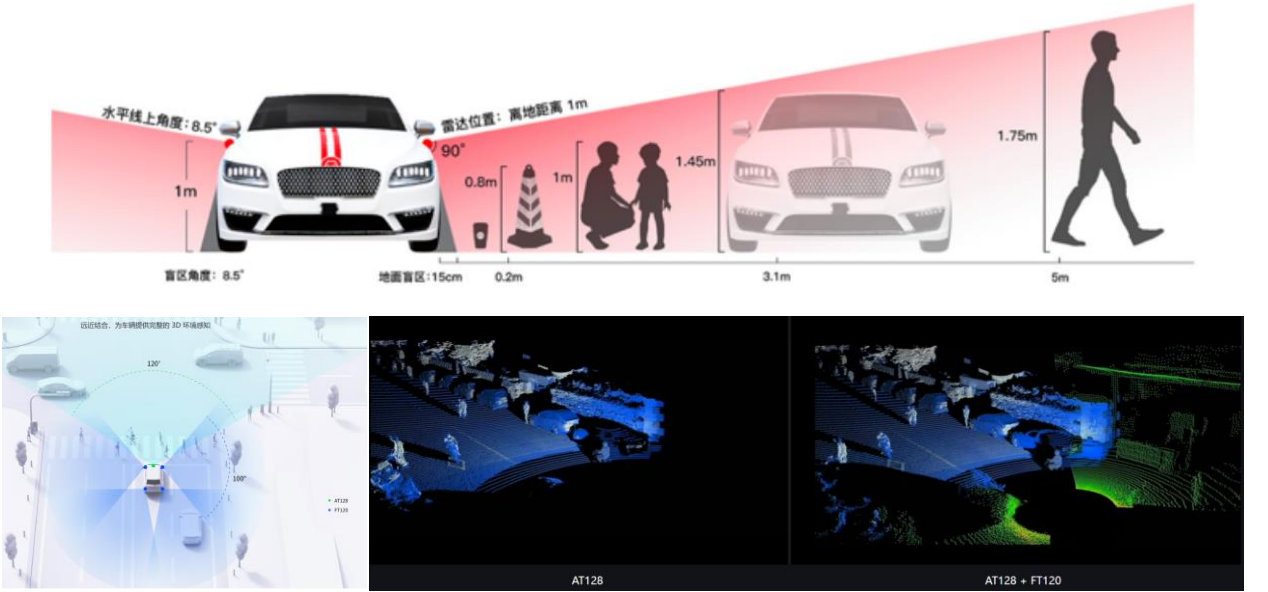 水平线上角度：8.5°
雷达位置：离地距离 1m
90°
1m
0.8m
1m
1.45m
1.75m
盲区角度：8.5°
地面盲区：15cm
0.2m
3.1m
5m
远近结合，为车辆提供完整的 3D 环境感知
120°
100°
AT128
FT120
AT128
AT128 + FT120